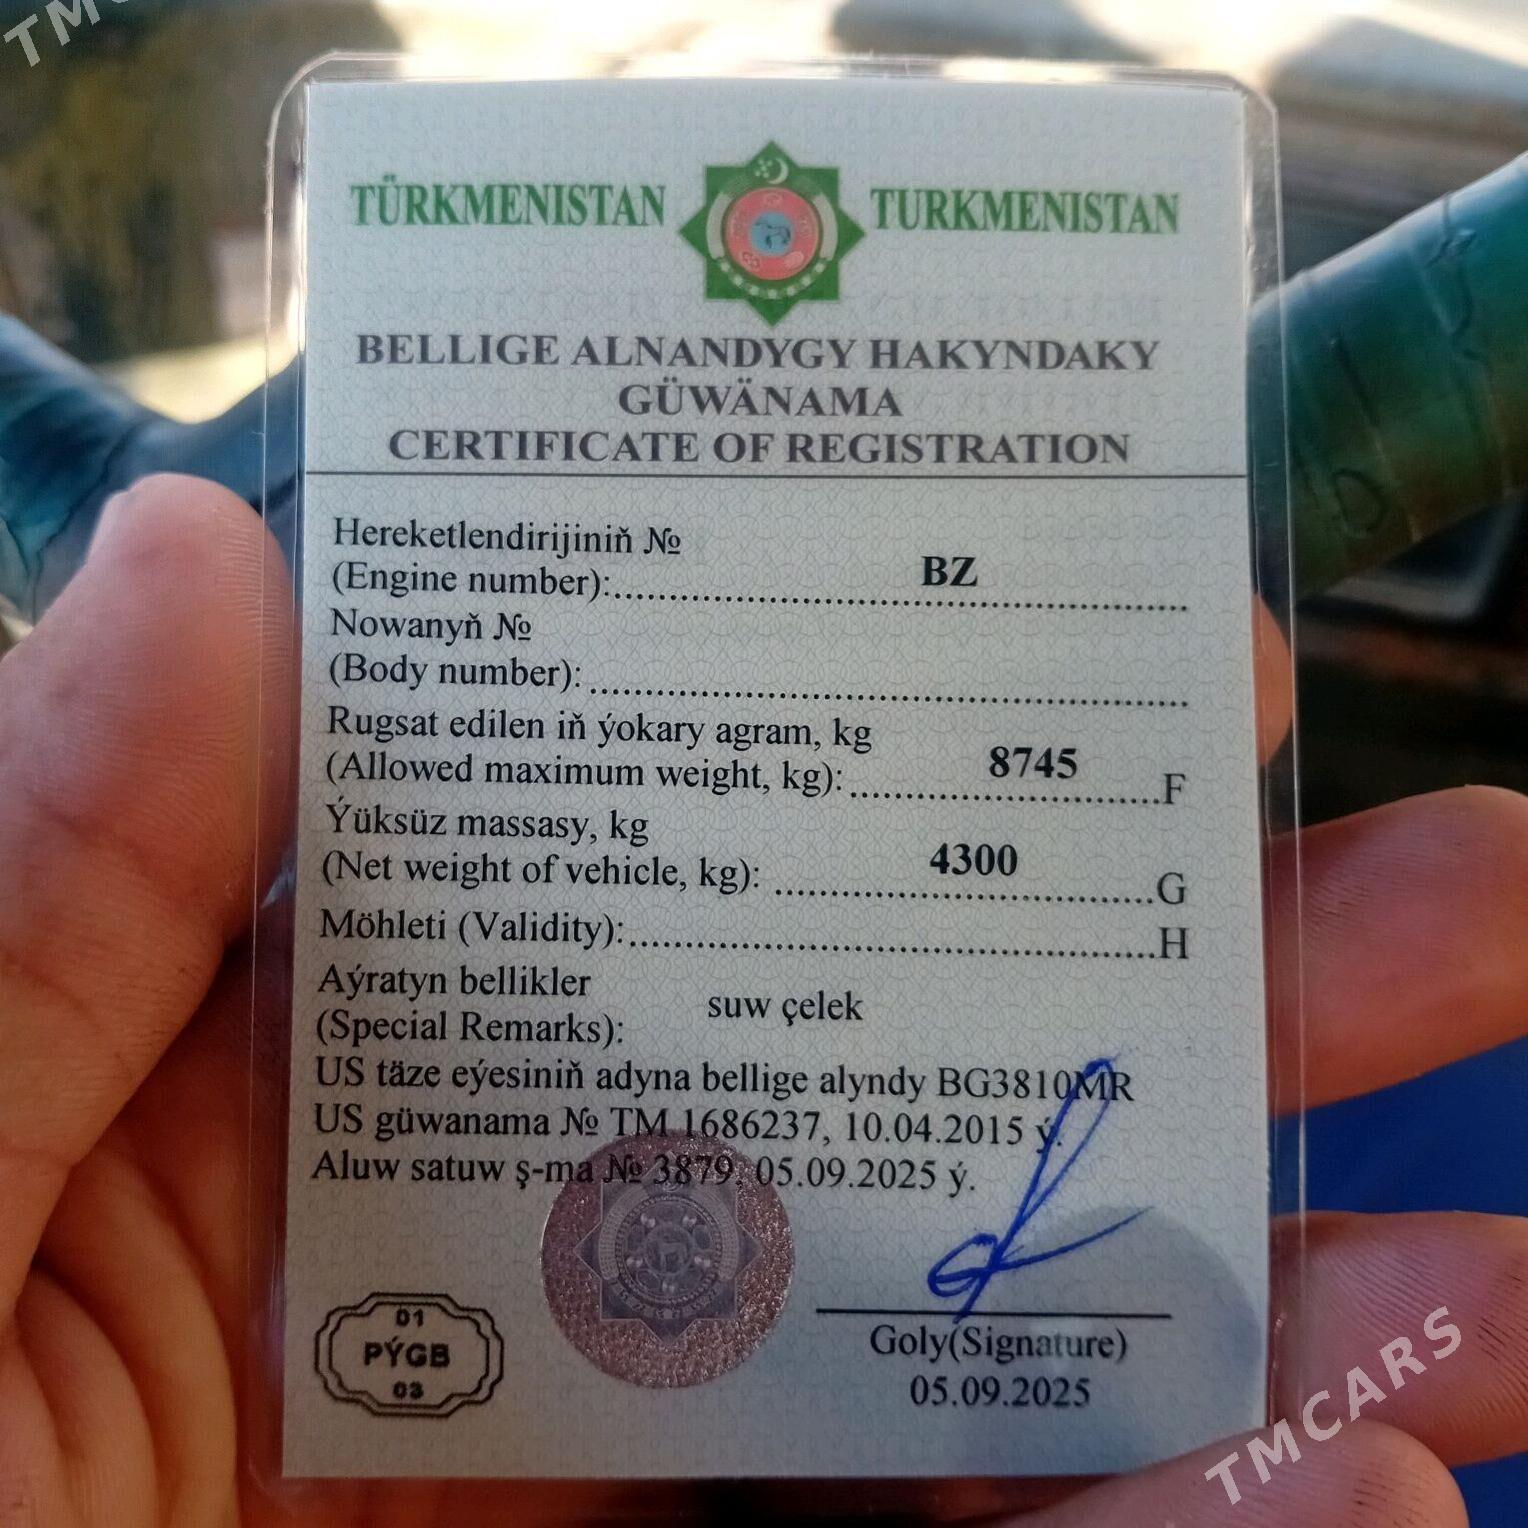 TÜRKMENISTAN TURKMENISTAN
BELLIGE ALNANDYGY HAKYNDAKY
GÜWÄNAMA
CERTIFICATE OF REGISTRATION
Hereketlendirijiniň №
(Engine number): BZ
Nowanyň №
(Body number):
Rugsat edilen iň ýokary agram, kg
(Allowed maximum weight, kg): 8745 F
Ýüksüz massasy, kg
(Net weight of vehicle, kg): 4300 G
Möhleti (Validity): H
Aýratyn bellikler
(Special Remarks): suw çelek
US täze eýesiniň adyna bellige alyndy BG3810MR
US güwanama № TM 1686237, 10.04.2015 ý.
Aluw satuw ş-ma № 3879, 05.09.2025 ý.
01
PÝGB
03
Goly(Signature)
05.09.2025
TMCARS